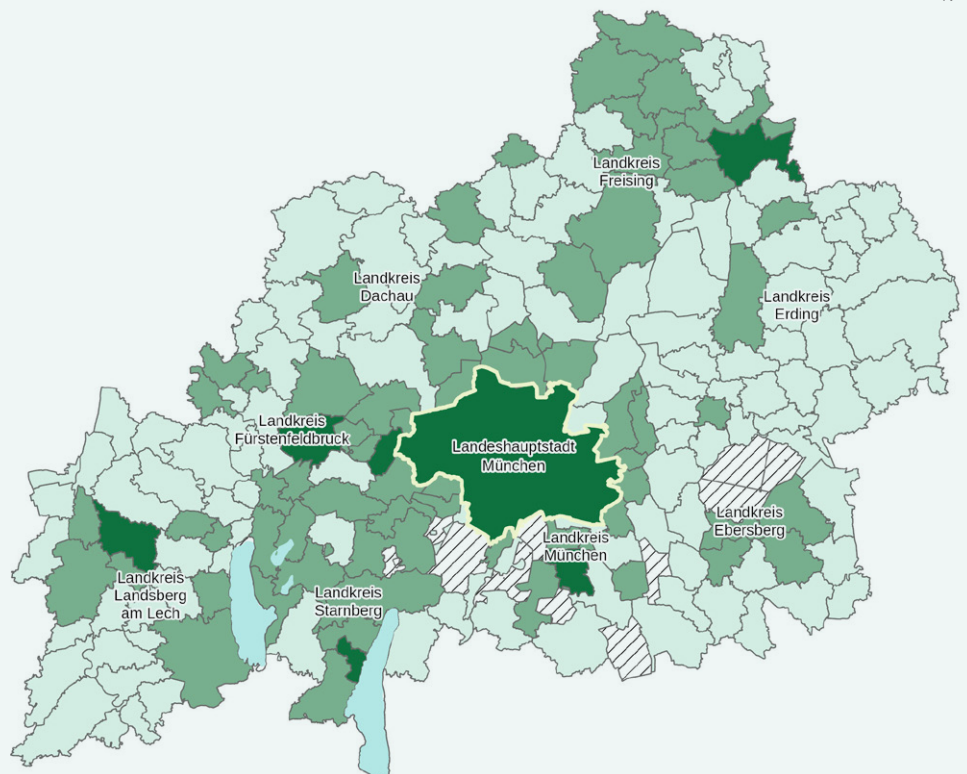 Landkreis
Freising
Landkreis
Dachau
Landkreis
Erding
Landkreis
Fürstenfeldbruck
Landeshauptstadt
München
Landkreis
Ebersberg
Landkreis
München
Landkreis
Landsberg
am Lech
Landkreis
Starnberg